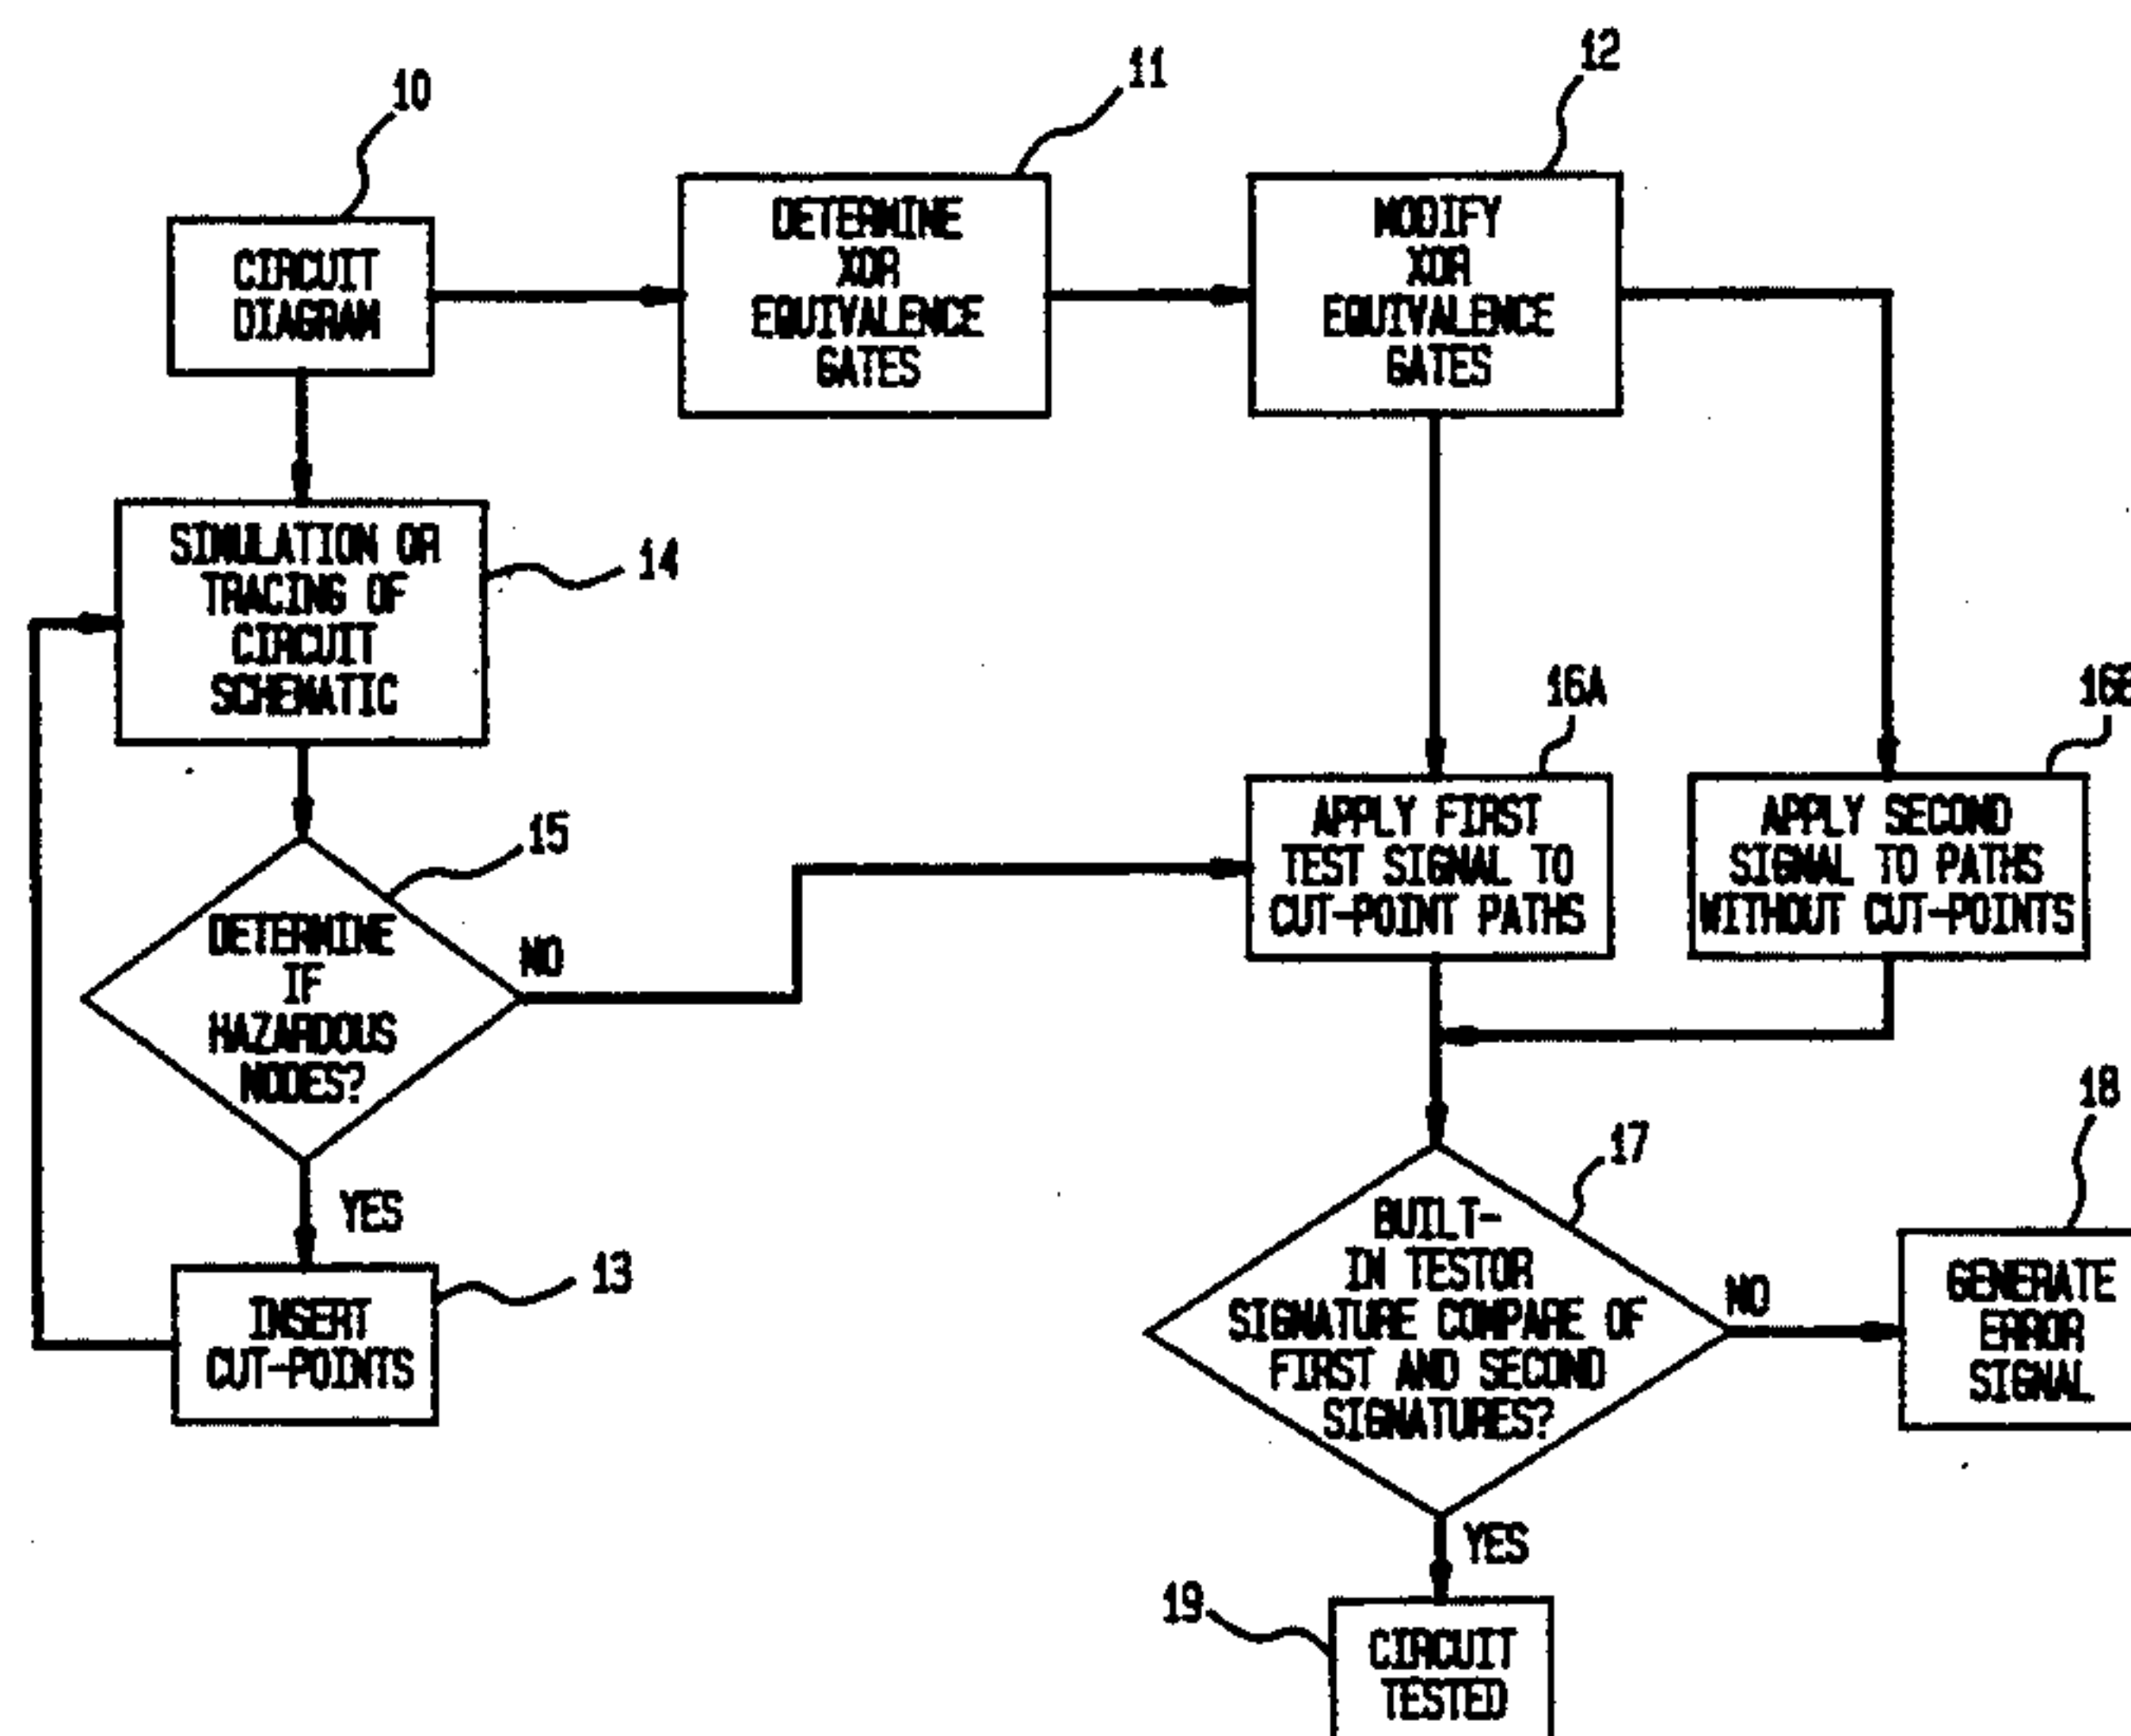 10
11
12
CIRCUIT
DIAGRAM
DETERMINE
XOR
EQUIVALENCE
GATES
MODIFY
XOR
EQUIVALENCE
GATES
SIMULATION OR
TRACING OF
CIRCUIT
SCHEMATIC
14
16A
16B
15
APPLY FIRST
TEST SIGNAL TO
CUT-POINT PATHS
APPLY SECOND
SIGNAL TO PATHS
WITHOUT CUT-POINTS
DETERMINE
IF
HAZARDOUS
NODES?
NO
YES
13
INSERT
CUT-POINTS
17
18
BUILT-
IN TESTOR
SIGNATURE COMPARE OF
FIRST AND SECOND
SIGNATURES?
NO
GENERATE
ERROR
SIGNAL
YES
19
CIRCUIT
TESTED